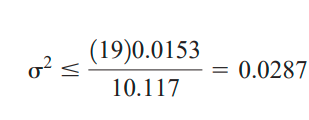 σ² ≤ (19)0.0153 / 10.117 = 0.0287